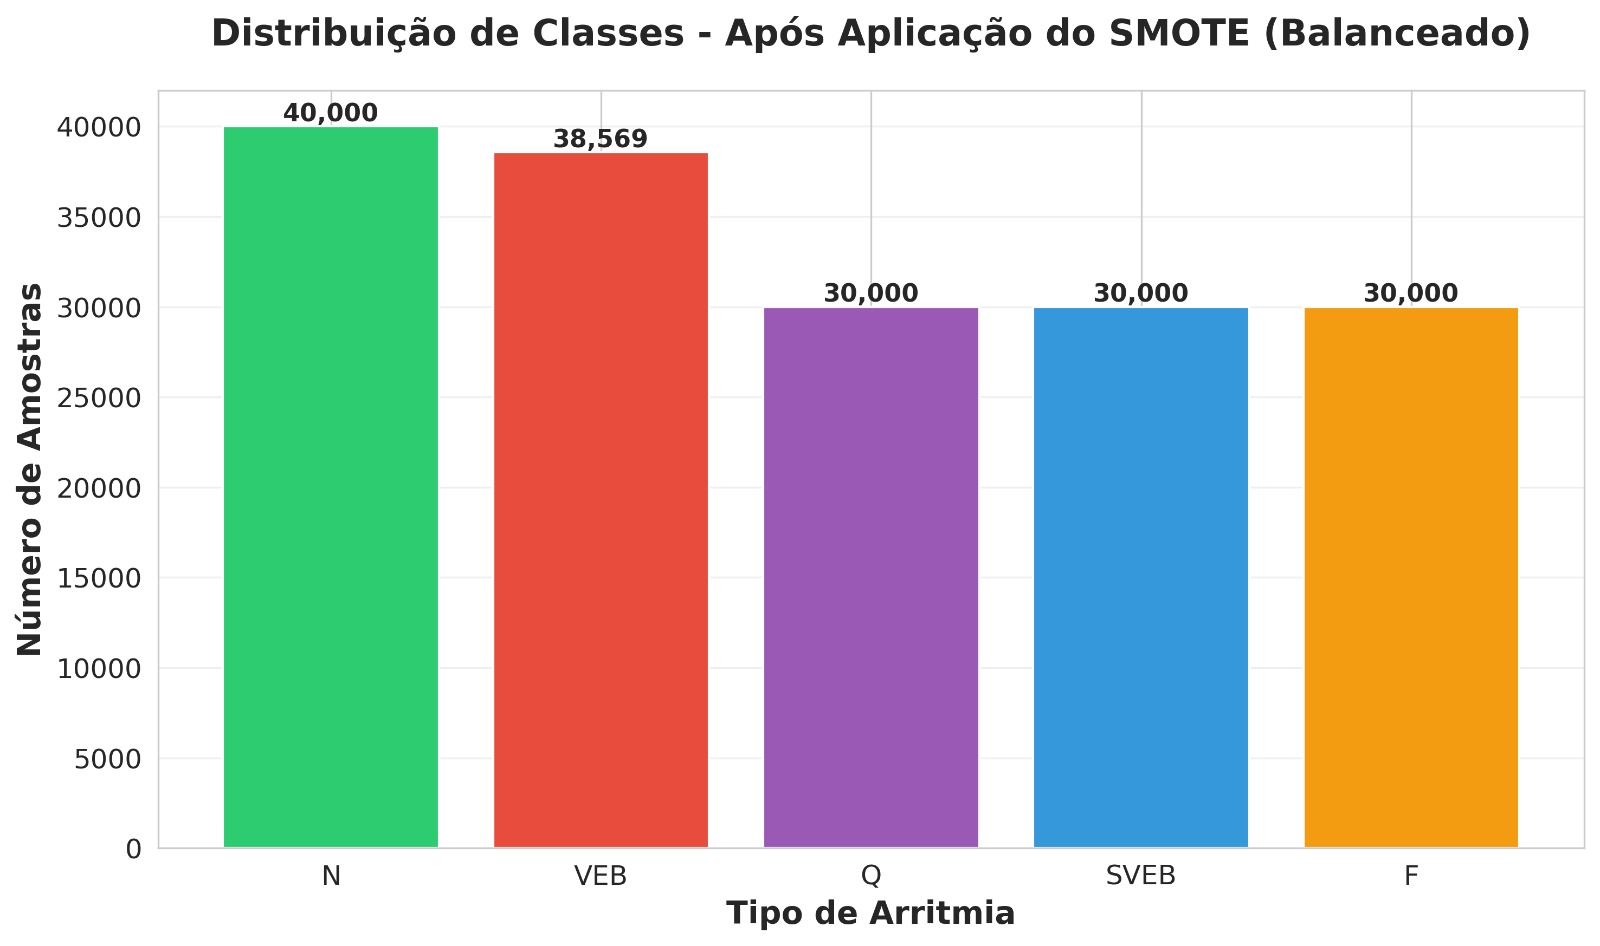 Distribuição de Classes - Após Aplicação do SMOTE (Balanceado)
40,000
38,569
30,000
30,000
30,000
40000
35000
30000
25000
20000
15000
10000
5000
0
Número de Amostras
N
VEB
Q
SVEB
F
Tipo de Arritmia